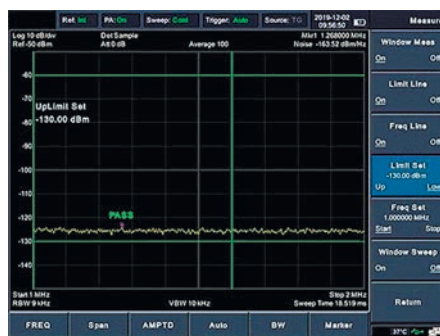 Ref: Int PA:On Sweep: Cont Trigger: Auto Source: TG 2019-12-02 09:56:50
Log 10 dB/div Det Sample Mkr1 1.268000 MHz
Ref -50 dBm Att 0 dB Average 100 Noise -163.52 dBm/Hz
-60
-70
UpLimit Set
-80
-130.00 dBm
-90
-100
-110
PASS
-120
-130
-140
Start 1 MHz Stop 2 MHz
RBW 9 kHz VBW 10 kHz Sweep Time 18.519 ms
FREQ Span AMPTD Auto BW Marker
Measure
Window Meas
On Off
Limit Line
On Off
Freq Line
On Off
Limit Set
-130.00 dBm
Up Low
Freq Set
1.000000 MHz
Start Stop
Window Sweep
On Off
Return
37°C